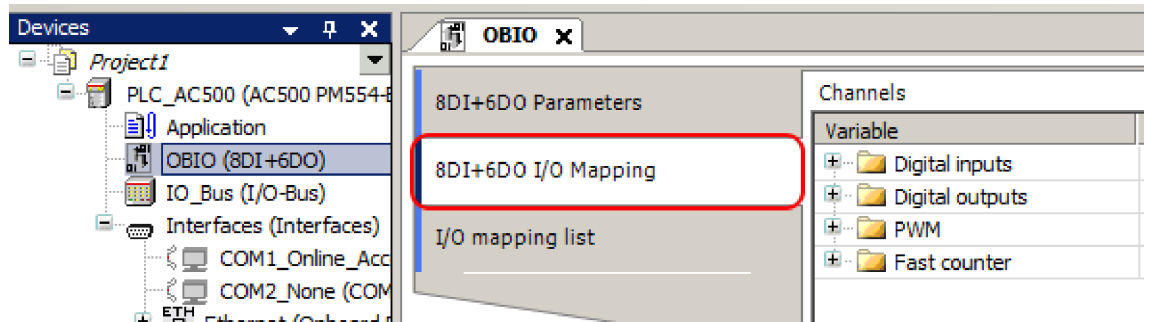 Devices
Project1
PLC_AC500 (AC500 PM554-
Application
OBIO (8DI+6DO)
IO_Bus (I/O-Bus)
Interfaces (Interfaces)
COM1_Online_Acc
COM2_None (COM
ETH
OBIO
8DI+6DO Parameters
8DI+6DO I/O Mapping
I/O mapping list
Channels
Variable
Digital inputs
Digital outputs
PWM
Fast counter